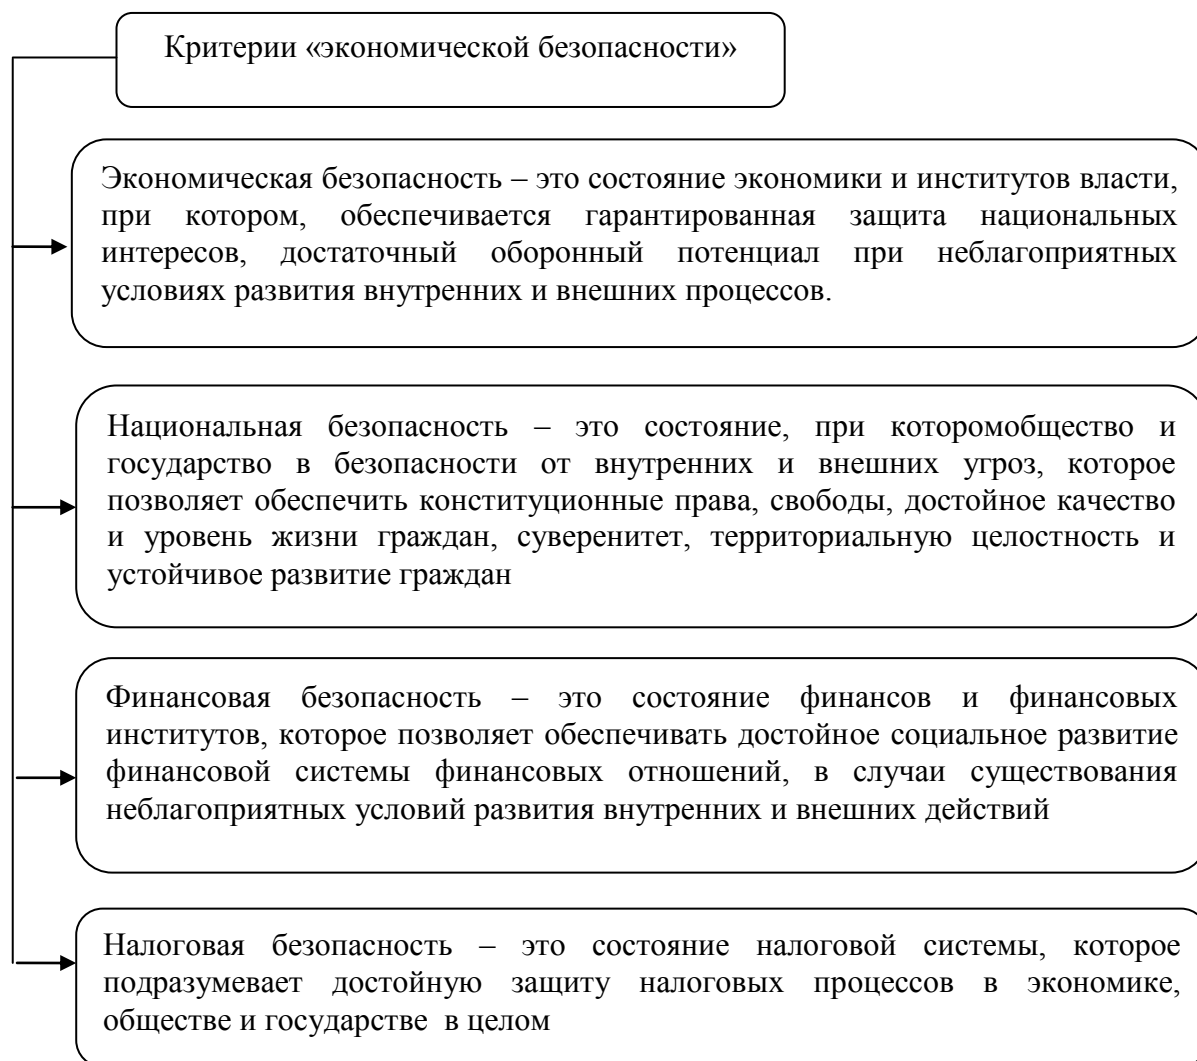 Критерии «экономической безопасности»
Экономическая безопасность – это состояние экономики и институтов власти,
при котором, обеспечивается гарантированная защита национальных
интересов, достаточный оборонный потенциал при неблагоприятных
условиях развития внутренних и внешних процессов.
Национальная безопасность – это состояние, при которомобщество и
государство в безопасности от внутренних и внешних угроз, которое
позволяет обеспечить конституционные права, свободы, достойное качество
и уровень жизни граждан, суверенитет, территориальную целостность и
устойчивое развитие граждан
Финансовая безопасность – это состояние финансов и финансовых
институтов, которое позволяет обеспечивать достойное социальное развитие
финансовой системы финансовых отношений, в случаи существования
неблагоприятных условий развития внутренних и внешних действий
Налоговая безопасность – это состояние налоговой системы, которое
подразумевает достойную защиту налоговых процессов в экономике,
обществе и государстве в целом